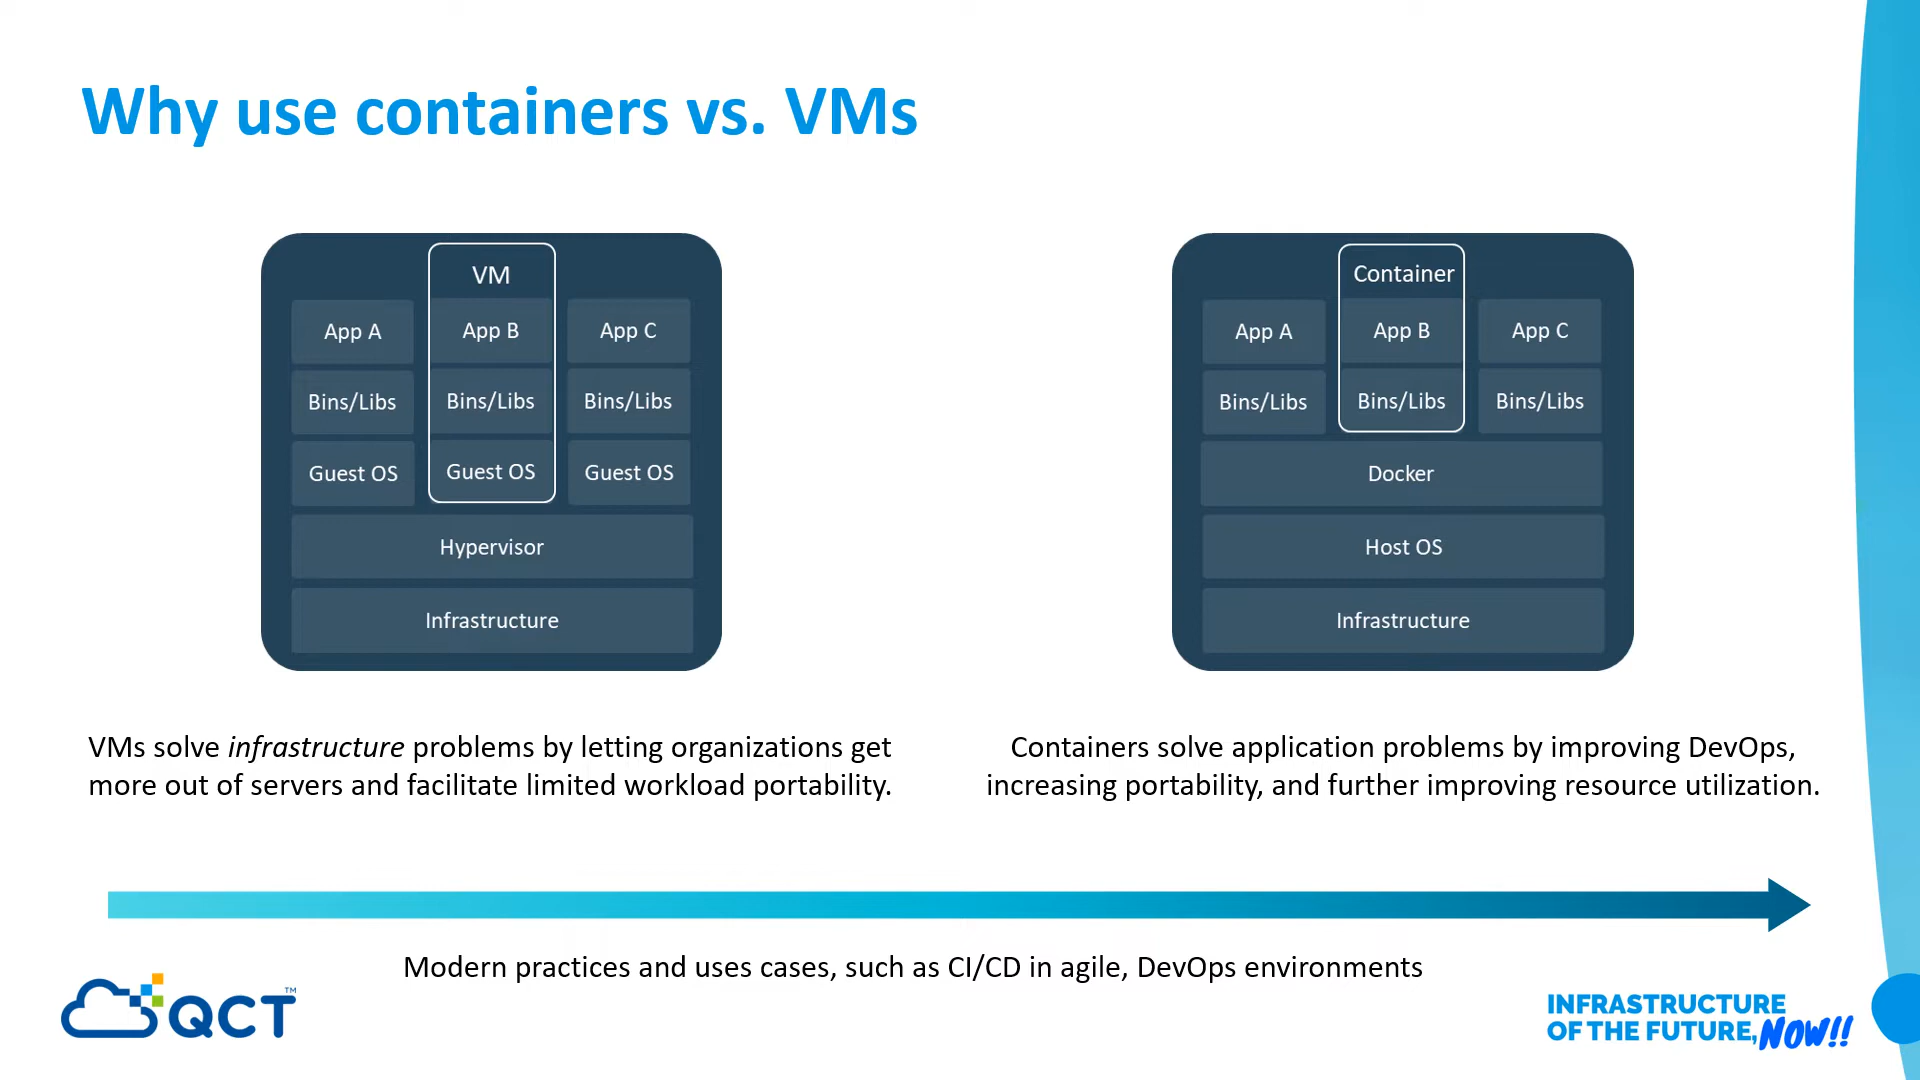 Why use containers vs. VMs
VM
App A
App B
App C
Bins/Libs
Bins/Libs
Bins/Libs
Guest OS
Guest OS
Guest OS
Hypervisor
Infrastructure
Container
App A
App B
App C
Bins/Libs
Bins/Libs
Bins/Libs
Docker
Host OS
Infrastructure
VMs solve infrastructure problems by letting organizations get
more out of servers and facilitate limited workload portability.
Containers solve application problems by improving DevOps,
increasing portability, and further improving resource utilization.
Modern practices and uses cases, such as CI/CD in agile, DevOps environments
QCT™
INFRASTRUCTURE
OF THE FUTURE, NOW!!